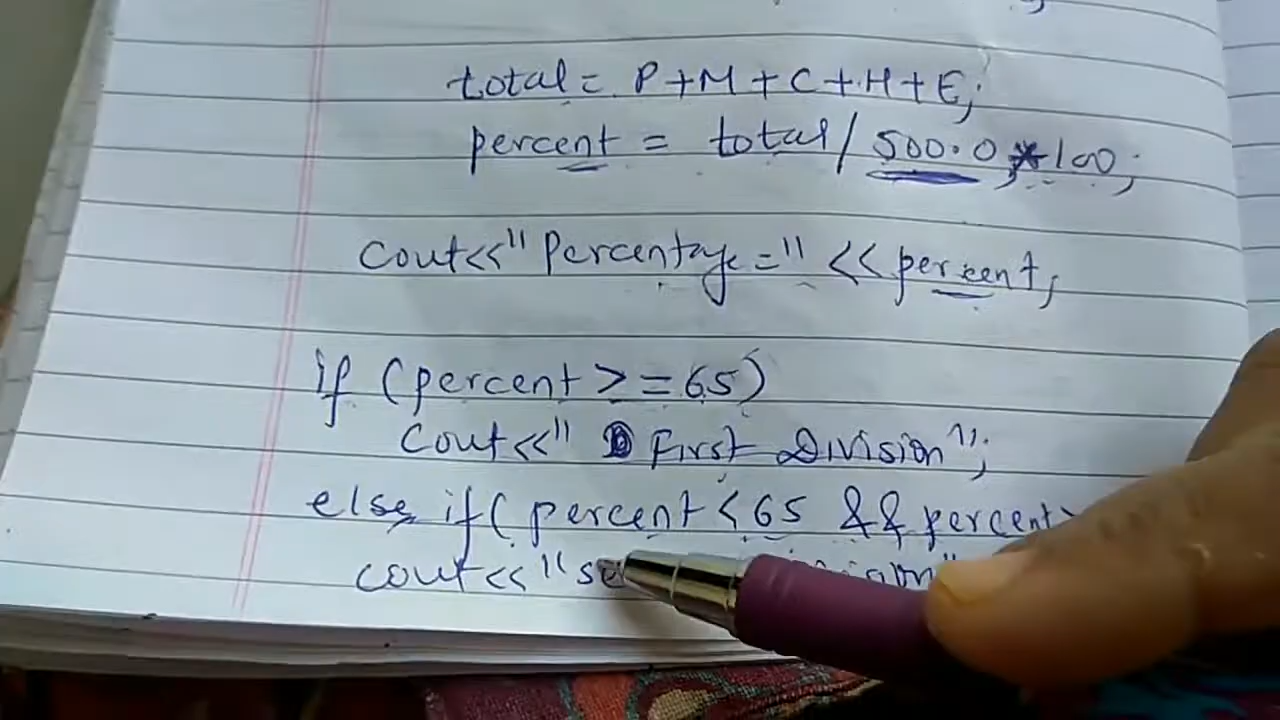 total = P+M+C+H+E;
percent = total/500.0*100;
cout<<"Percentage="<<percent;
if (percent >= 65)
cout<<" First Division";
else if( percent < 65 && percent>
cout<<"se